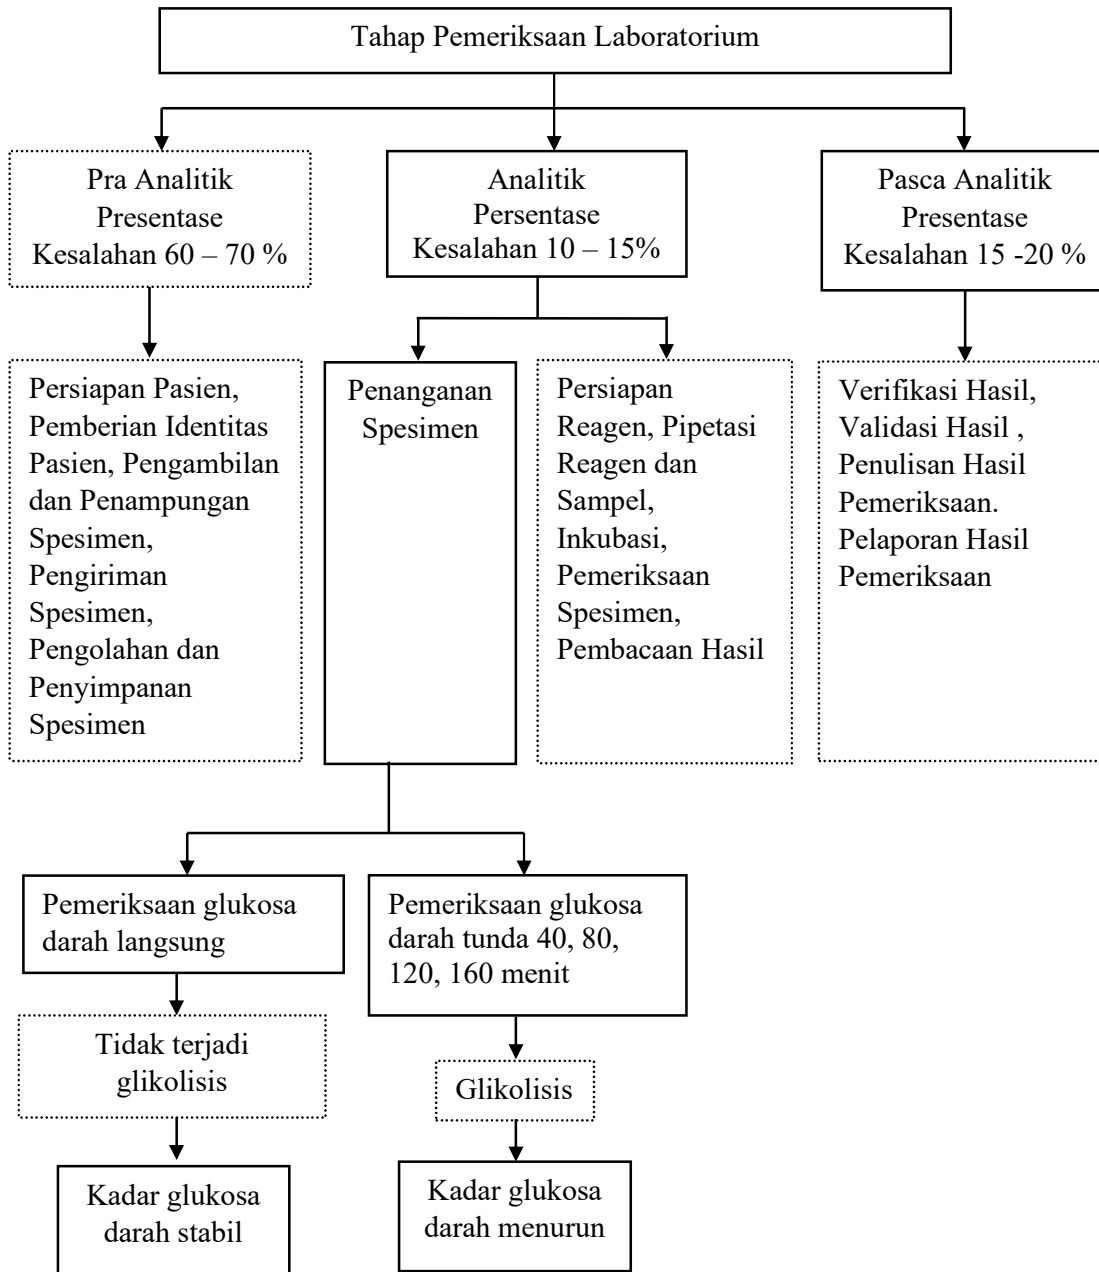 Tahap Pemeriksaan Laboratorium
Pra Analitik
Presentase
Kesalahan 60 – 70 %
Analitik
Persentase
Kesalahan 10 – 15%
Pasca Analitik
Presentase
Kesalahan 15 -20 %
Persiapan Pasien,
Pemberian Identitas
Pasien, Pengambilan
dan Penampungan
Spesimen,
Pengiriman
Spesimen,
Pengolahan dan
Penyimpanan
Spesimen
Penanganan
Spesimen
Persiapan
Reagen, Pipetasi
Reagen dan
Sampel,
Inkubasi,
Pemeriksaan
Spesimen,
Pembacaan Hasil
Verifikasi Hasil,
Validasi Hasil ,
Penulisan Hasil
Pemeriksaan.
Pelaporan Hasil
Pemeriksaan
Pemeriksaan glukosa
darah langsung
Pemeriksaan glukosa
darah tunda 40, 80,
120, 160 menit
Tidak terjadi
glikolisis
Glikolisis
Kadar glukosa
darah stabil
Kadar glukosa
darah menurun